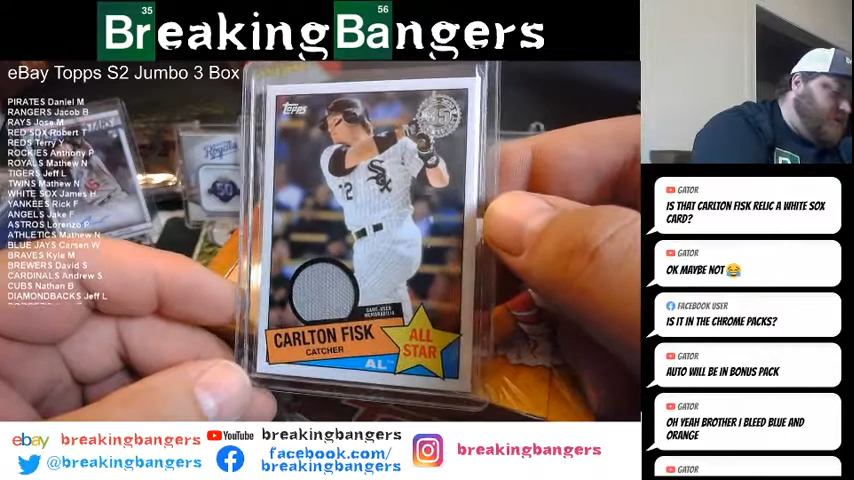 35
56
BreakingBangers
eBay Topps S2 Jumbo 3 Box
PIRATES Daniel M
RANGERS Jacob B
RAYS Jose M
RED SOX Robert T
REDS Terry Y
ROCKIES Anthony P
ROYALS Mathew N
TIGERS Jeff L
TWINS Mathew N
WHITE SOX James H
YANKEES Rick F
ANGELS Jake F
ASTROS Lorenzo P
ATHLETICS Mathew N
BLUE JAYS Carsen W
BRAVES Kyle M
BREWERS David S
CARDINALS Andrew S
CUBS Nathan B
DIAMONDBACKS Jeff L
Royals
50
Topps
SOX
GAME-USED
MEMORABILIA
CARLTON FISK
CATCHER
ALL
STAR
AL
GATOR
IS THAT CARLTON FISK RELIC A WHITE SOX
CARD?
GATOR
OK MAYBE NOT😂
FACEBOOK USER
IS IT IN THE CHROME PACKS?
GATOR
AUTO WILL BE IN BONUS PACK
GATOR
OH YEAH BROTHER I BLEED BLUE AND
ORANGE
GATOR
ebay breakingbangers
YouTube breakingbangers
@breakingbangers
facebook.com/
breakingbangers
breakingbangers